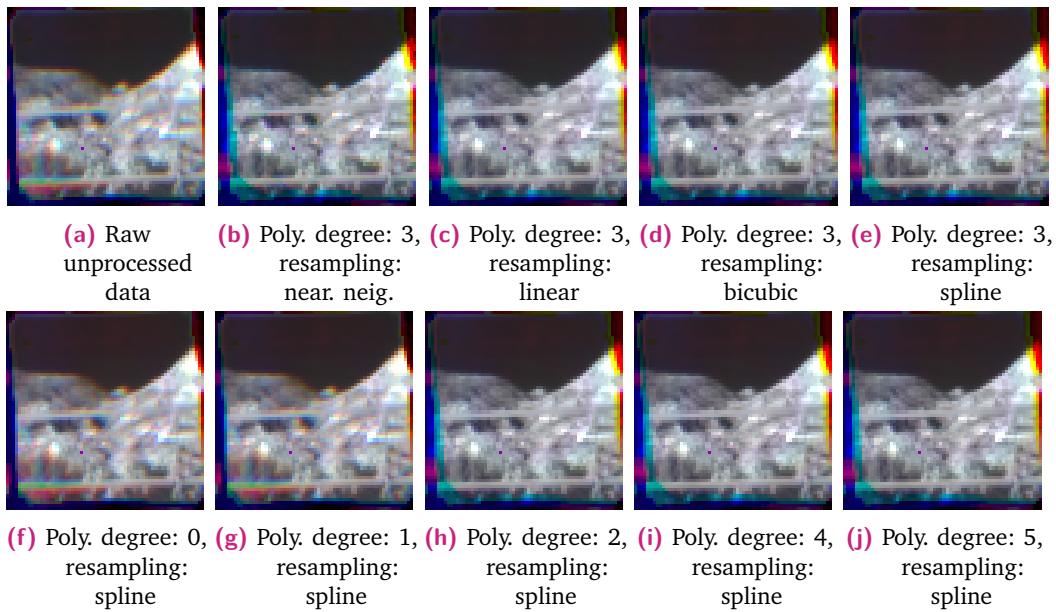 (a) Raw unprocessed data
(b) Poly. degree: 3, resampling: near. neig.
(c) Poly. degree: 3, resampling: linear
(d) Poly. degree: 3, resampling: bicubic
(e) Poly. degree: 3, resampling: spline
(f) Poly. degree: 0, resampling: spline
(g) Poly. degree: 1, resampling: spline
(h) Poly. degree: 2, resampling: spline
(i) Poly. degree: 4, resampling: spline
(j) Poly. degree: 5, resampling: spline